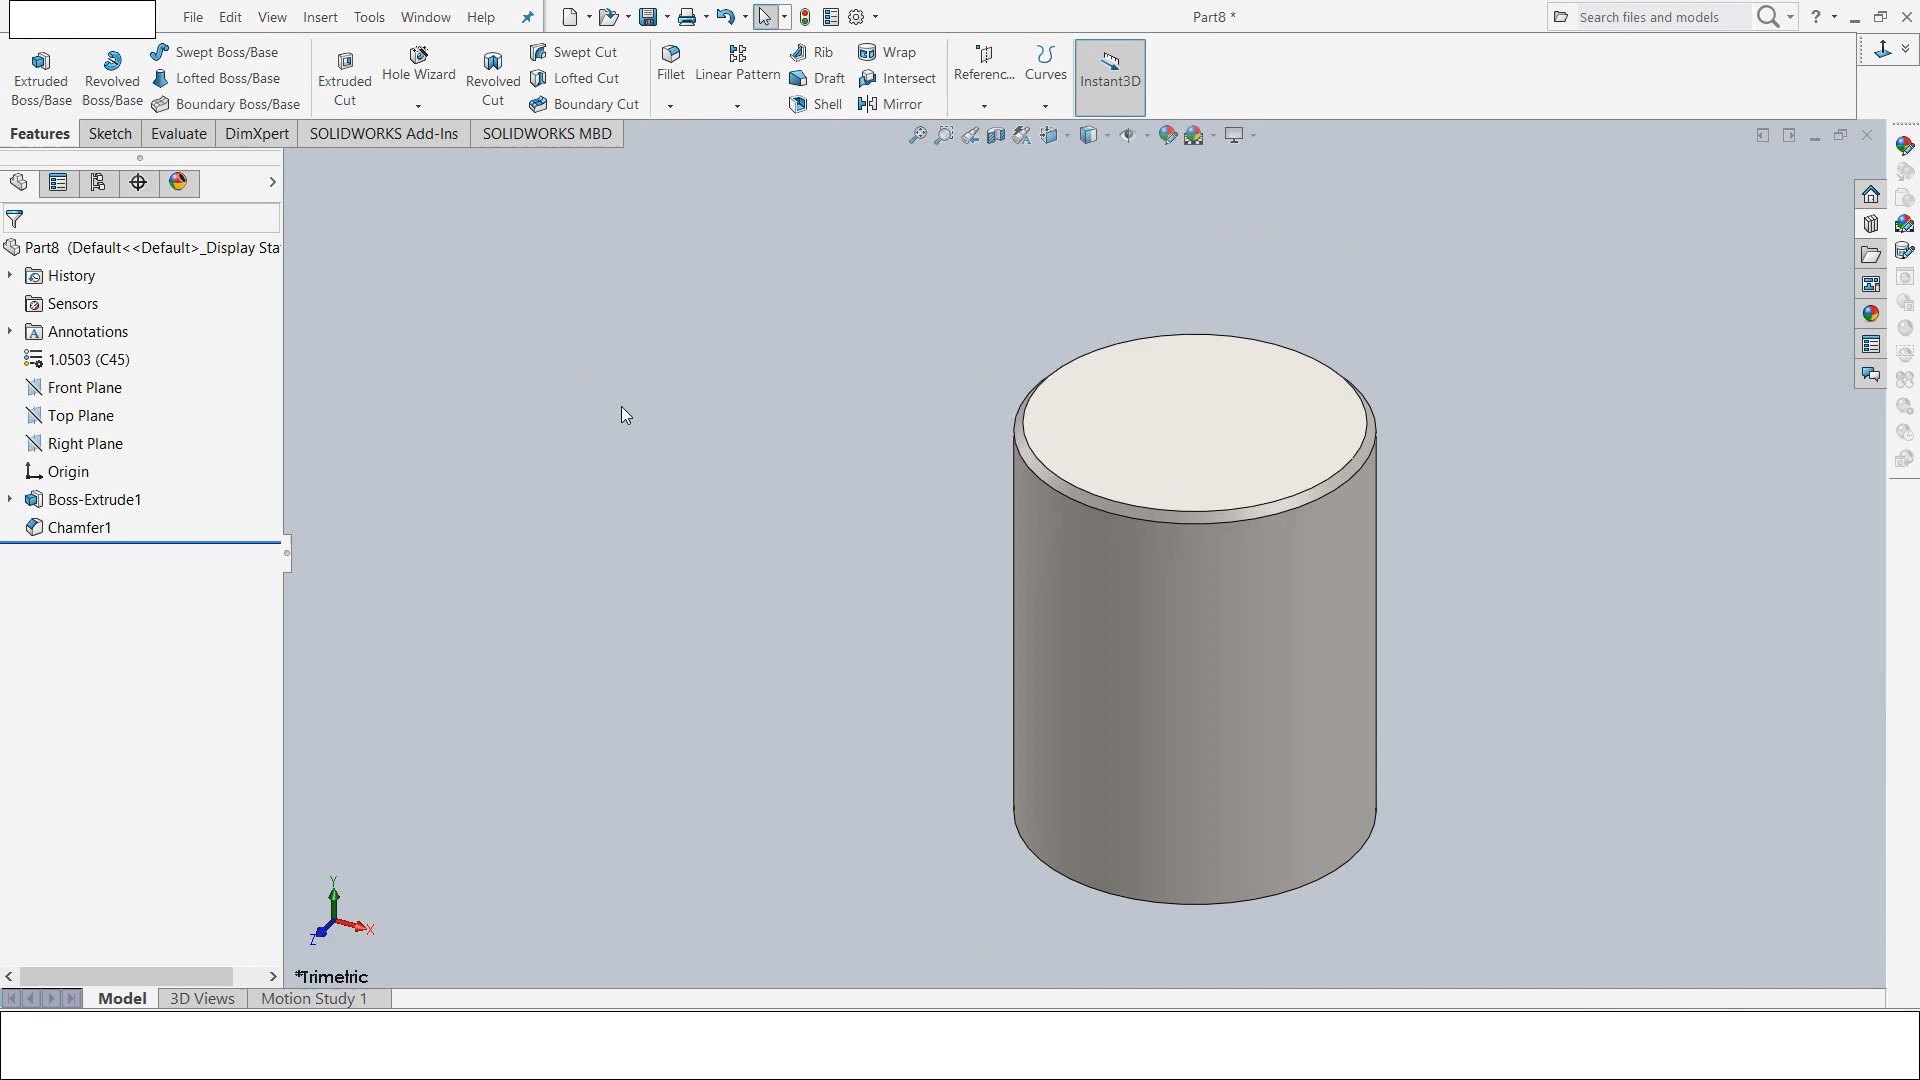 File Edit View Insert Tools Window Help Part8 * Search files and models ?
Extruded Boss/Base
Revolved Boss/Base
Swept Boss/Base
Lofted Boss/Base
Boundary Boss/Base
Extruded Cut
Hole Wizard
Revolved Cut
Swept Cut
Lofted Cut
Boundary Cut
Fillet
Linear Pattern
Rib
Draft
Shell
Wrap
Intersect
Mirror
Referenc...
Curves
Instant3D
Features Sketch Evaluate DimXpert SOLIDWORKS Add-Ins SOLIDWORKS MBD
Part8 (Default<<Default>_Display Sta
History
Sensors
A Annotations
1.0503 (C45)
Front Plane
Top Plane
Right Plane
Origin
Boss-Extrude1
Chamfer1
Y
X
Z
*Trimetric
Model 3D Views Motion Study 1